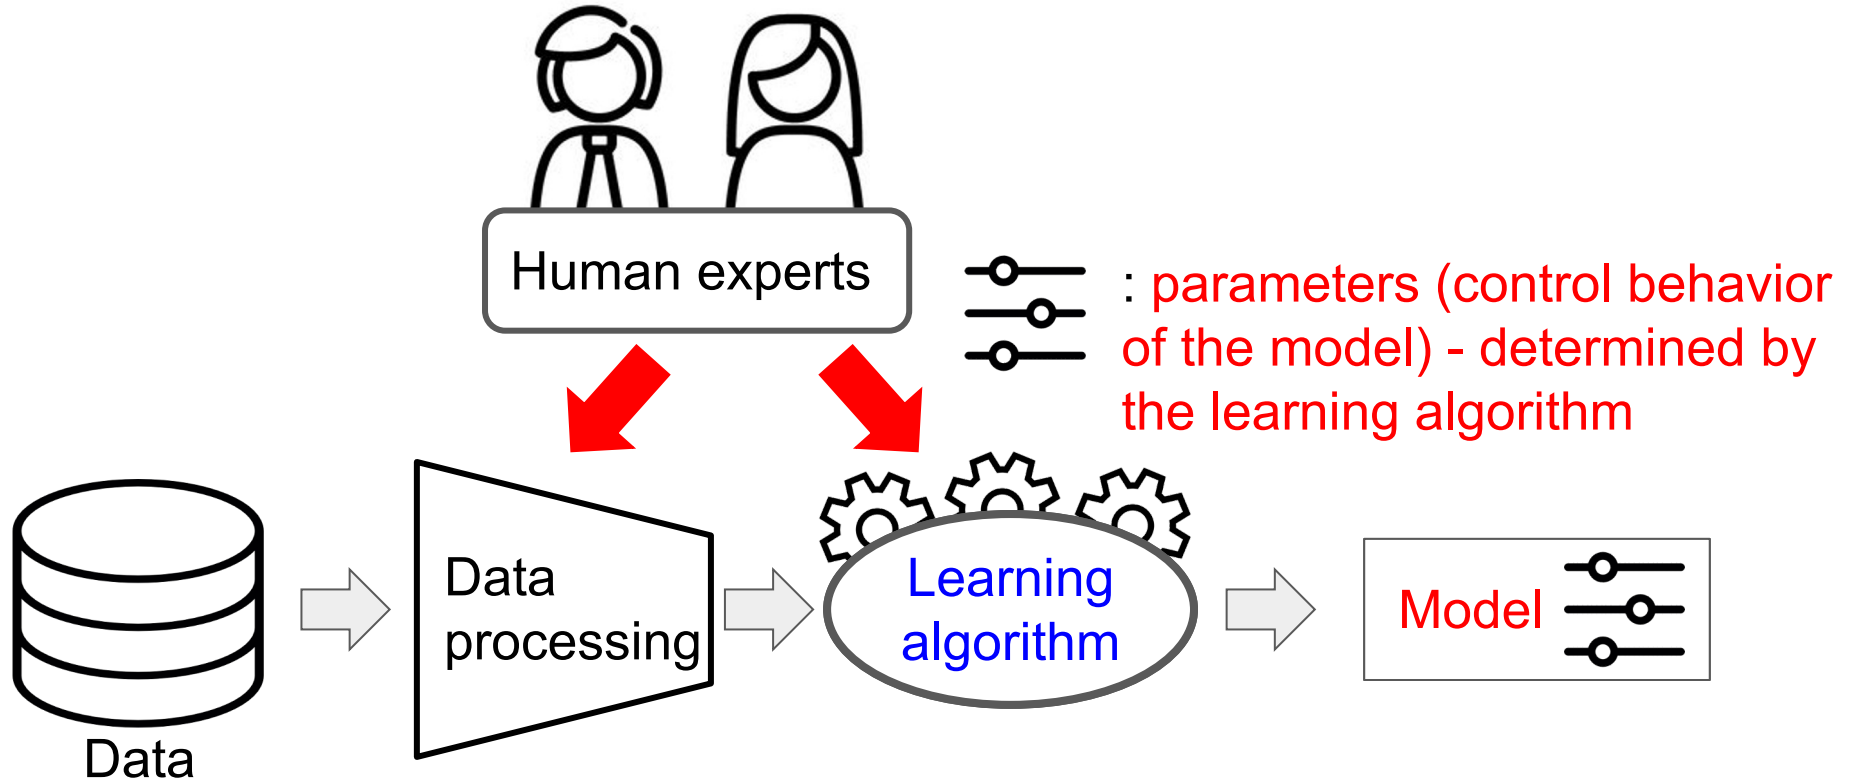 Human experts
: parameters (control behavior
of the model) - determined by
the learning algorithm
Data
processing
Learning
algorithm
Model
Data